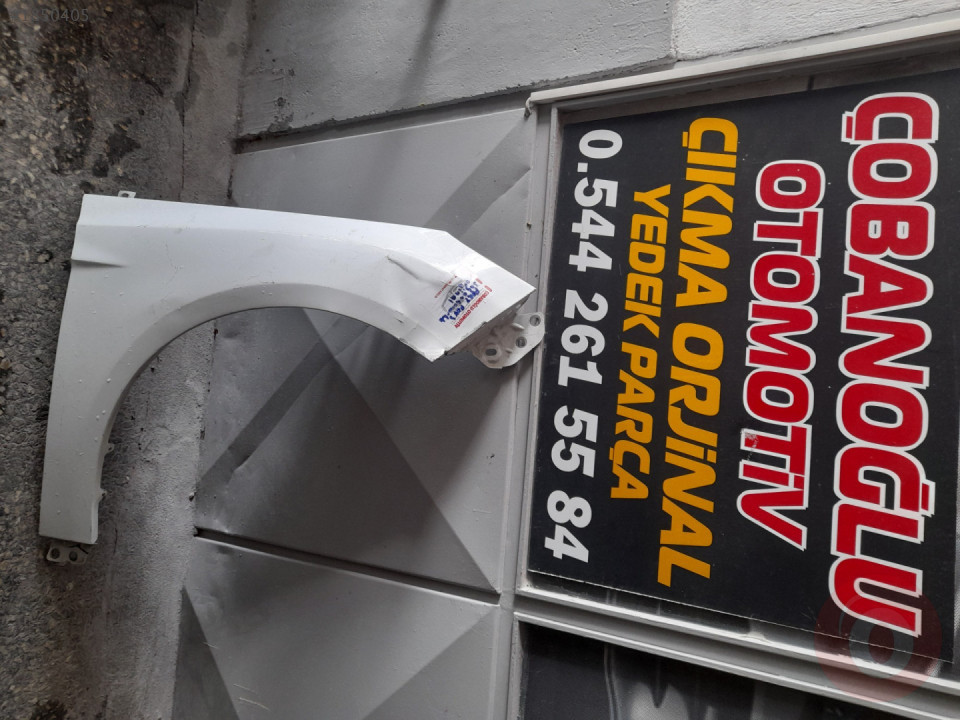 ÇOBANOĞLU
OTOMOTİV
ÇIKMA ORJİNAL
YEDEK PARÇA
0.544 261 55 84